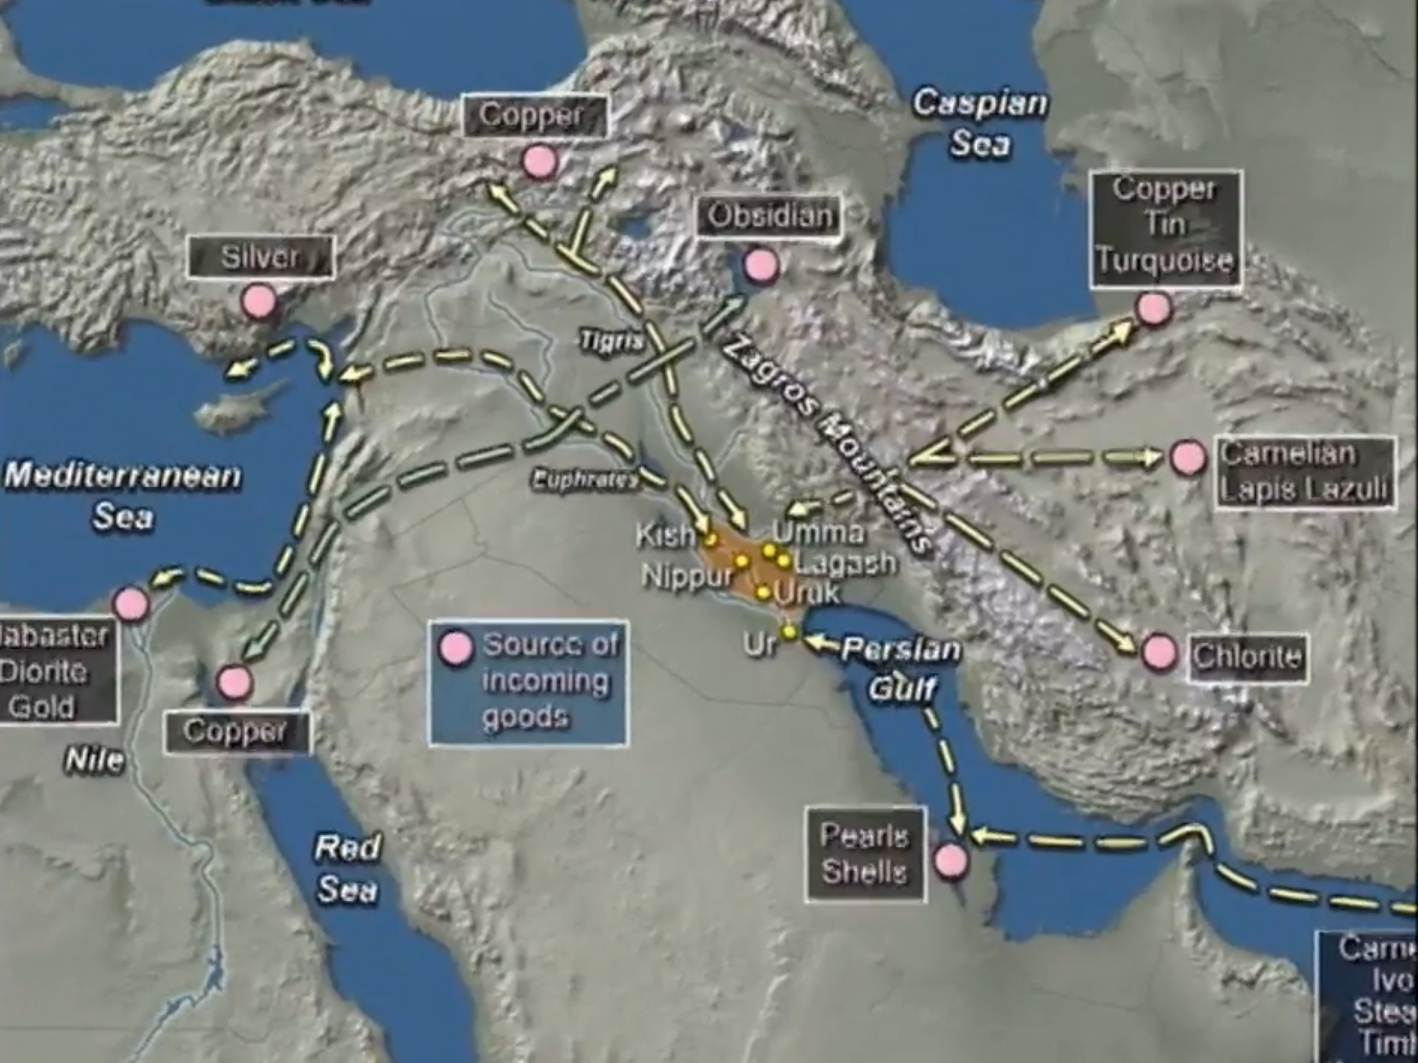 Copper
Caspian
Sea
Copper
Tin
Turquoise
Obsidian
Silver
Tigris
Zagros Mountains
Carnelian
Lapis Lazuli
Mediterranean
Sea
Euphrates
Kish
Umma
Nippur
Lagash
Uruk
Ur
Persian
Gulf
Chlorite
Source of
incoming
goods
labaster
Diorite
Gold
Copper
Nile
Red
Sea
Pearls
Shells
Carne
Ivo
Stea
Timb